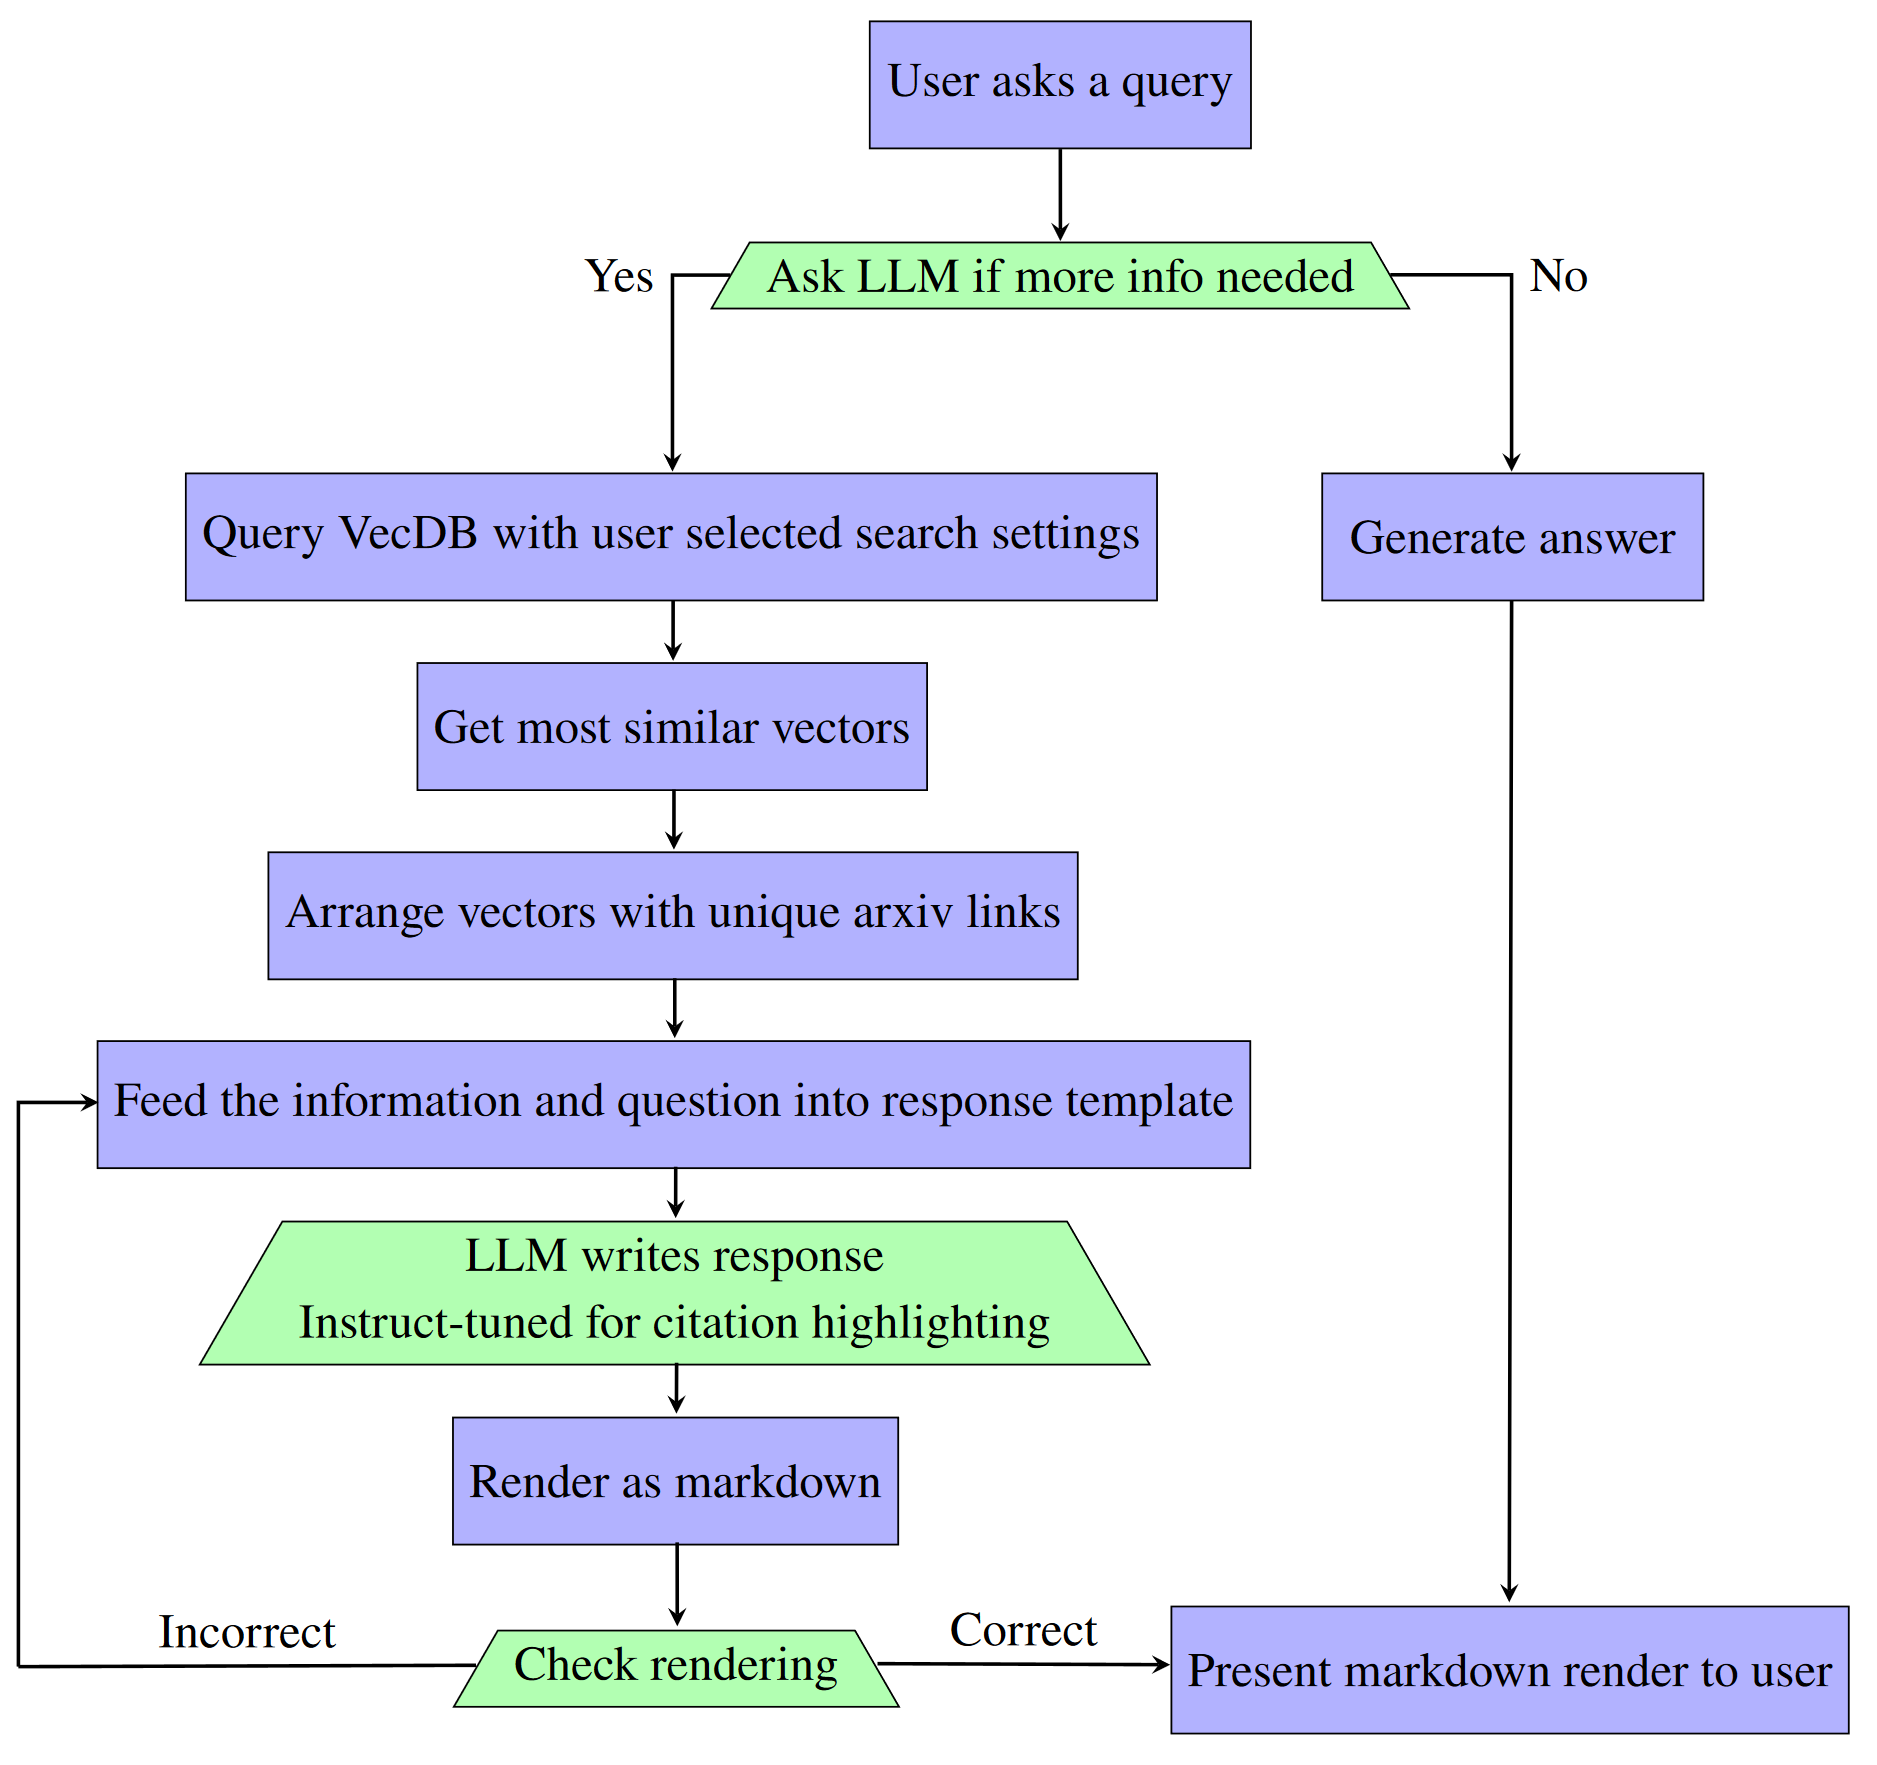 User asks a query
Yes
Ask LLM if more info needed
No
Query VecDB with user selected search settings
Generate answer
Get most similar vectors
Arrange vectors with unique arxiv links
Feed the information and question into response template
LLM writes response
Instruct-tuned for citation highlighting
Render as markdown
Incorrect
Check rendering
Correct
Present markdown render to user